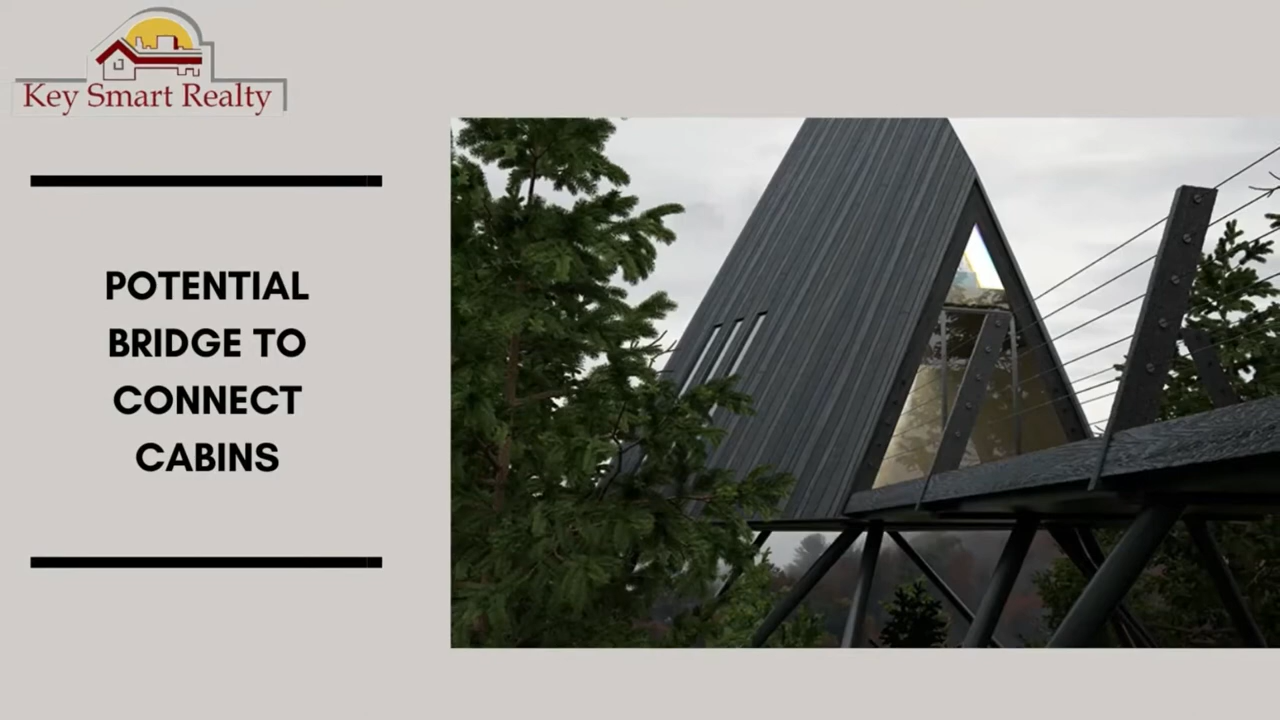 Key Smart Realty
POTENTIAL
BRIDGE TO
CONNECT
CABINS